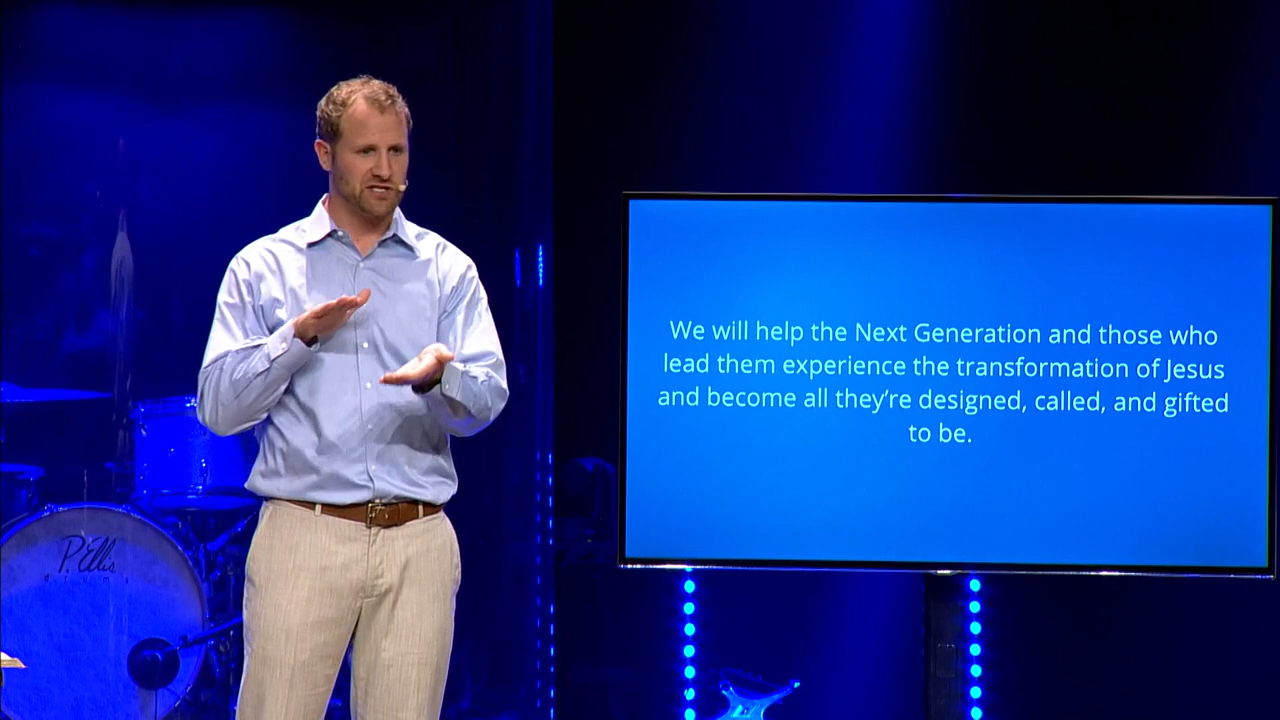 We will help the Next Generation and those who
lead them experience the transformation of Jesus
and become all they're designed, called, and gifted
to be.
P. Ellis
drums